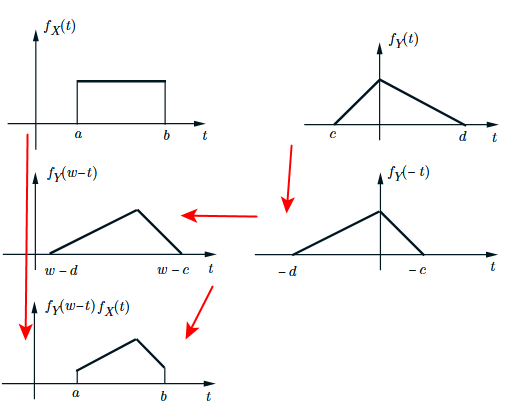 f_X(t)
a b t
f_Y(t)
c d t
f_Y(w−t)
w − d w − c t
f_Y(− t)
− d − c t
f_Y(w−t) f_X(t)
a b t